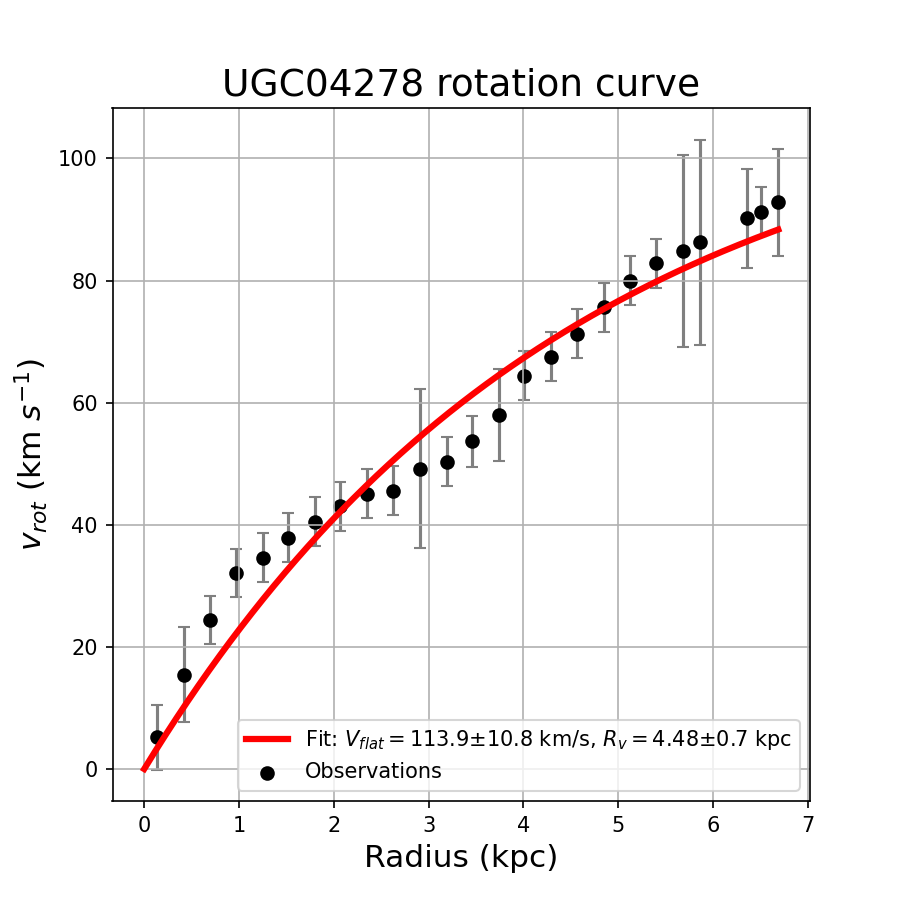 UGC04278 rotation curve
100
80
60
40
20
0
v_rot (km s⁻¹)
Fit: V_flat = 113.9±10.8 km/s, R_v = 4.48±0.7 kpc
Observations
0 1 2 3 4 5 6 7
Radius (kpc)